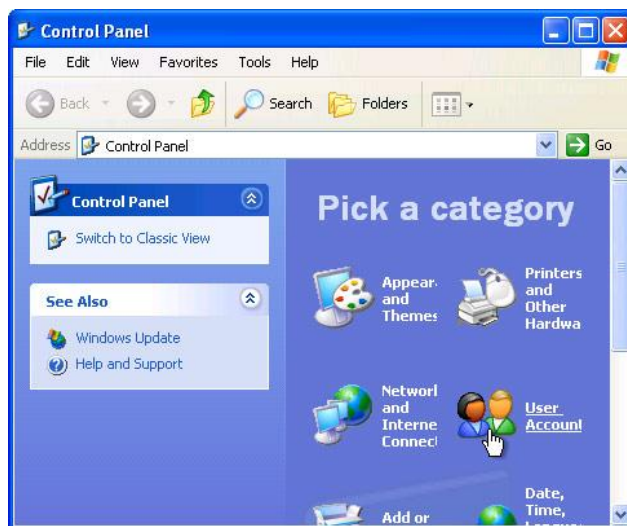 Control Panel
File Edit View Favorites Tools Help
Back Search Folders
Address Control Panel Go
Control Panel
Switch to Classic View
See Also
Windows Update
Help and Support
Pick a category
Appear
and
Themes
Printers
and
Other
Hardwa
Networl
and
Interne
Connec
User
Account
Add or
Date,
Time,